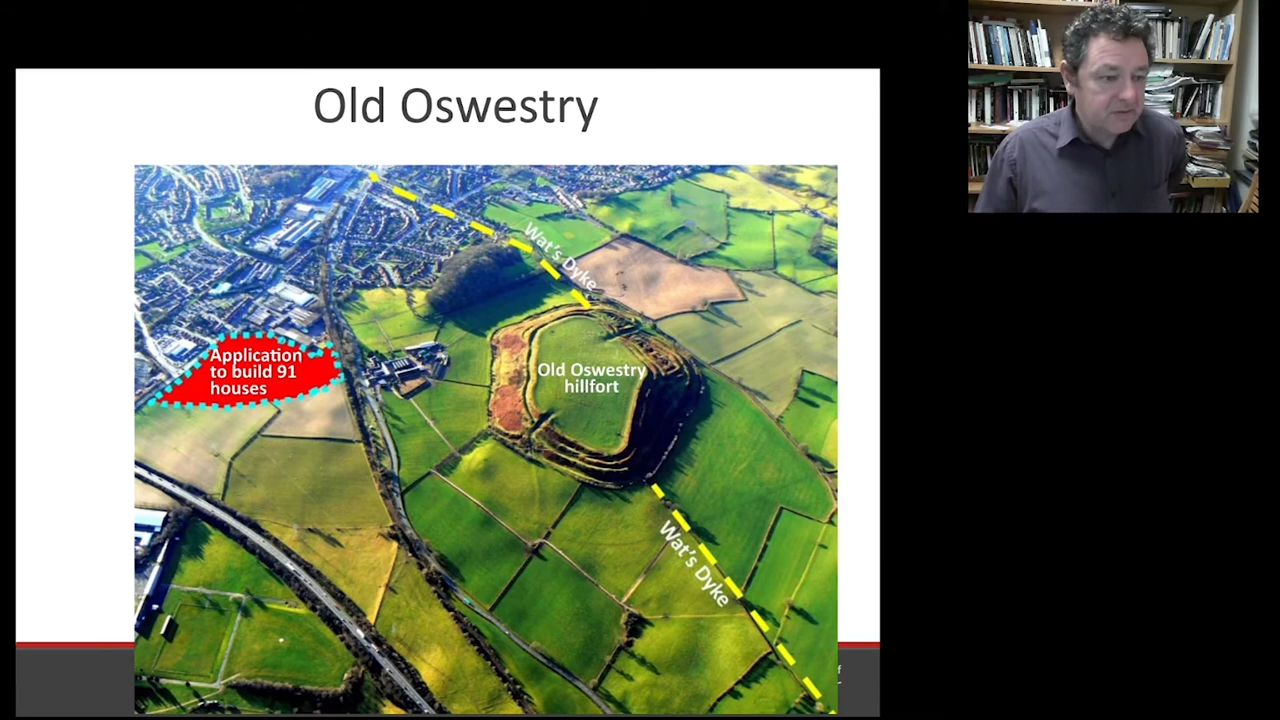 Old Oswestry
Wat's Dyke
Application
to build 91
houses
Old Oswestry
hillfort
Wat's Dyke